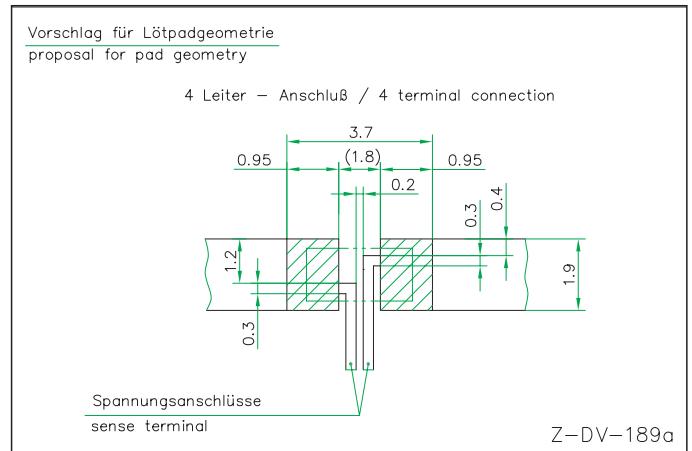 Vorschlag für Lötpadgeometrie
proposal for pad geometry
4 Leiter – Anschluß / 4 terminal connection
3.7
0.95 (1.8) 0.95
0.2
0.3
0.4
1.2
0.3
1.9
Spannungsanschlüsse
sense terminal
Z–DV–189a